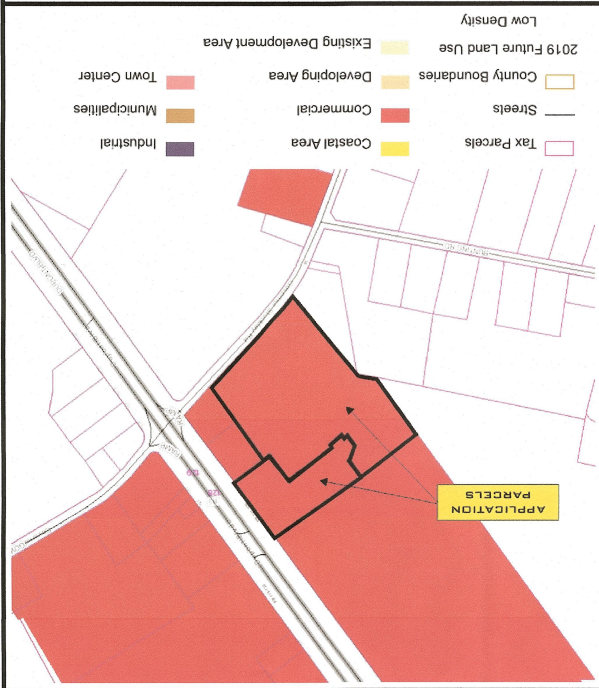 APPLICATION
PARCELS
Tax Parcels
Streets
County Boundaries
2019 Future Land Use
Low Density
Coastal Area
Commercial
Developing Area
Existing Development Area
Industrial
Municipalities
Town Center